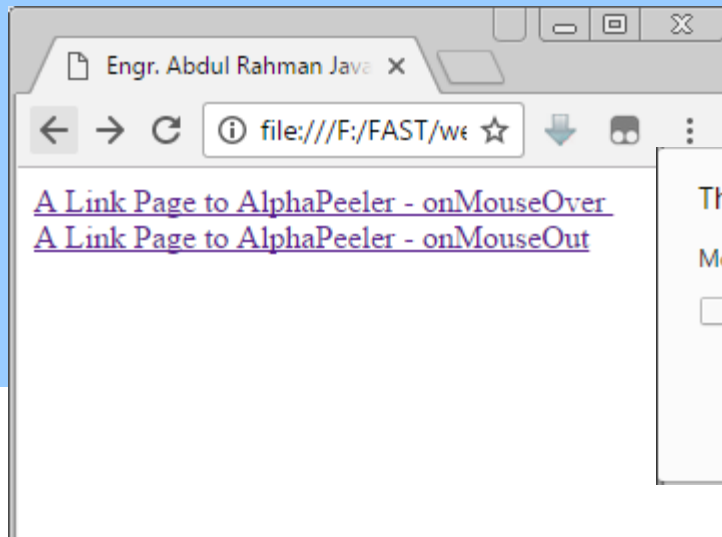 Engr. Abdul Rahman Java
file:///F:/FAST/we
A Link Page to AlphaPeeler - onMouseOver
A Link Page to AlphaPeeler - onMouseOut